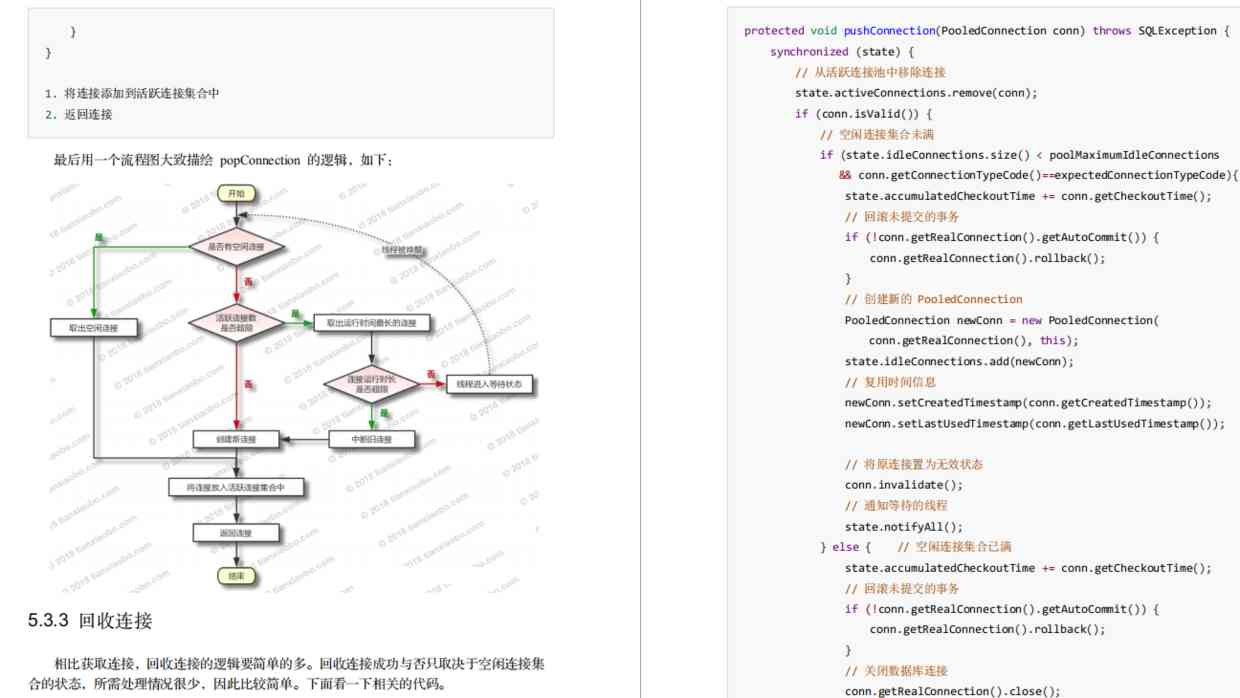 }
}
1. 将连接添加到活跃连接集合中
2. 返回连接
最后用一个流程图大致描绘 popConnection 的逻辑，如下：
开始
是否有空闲连接
是
否
线程被唤醒
取出空闲连接
活跃连接数
是否超限
是
取出运行时间最长的连接
否
连接运行时长
是否超限
否
线程进入等待状态
是
创建新连接
中断旧连接
将连接放入活跃连接集合中
返回连接
结束
© 2018 tianxiaobo.com
5.3.3 回收连接
相比获取连接，回收连接的逻辑要简单的多。回收连接成功与否只取决于空闲连接集
合的状态，所需处理情况很少，因此比较简单。下面看一下相关的代码。
protected void pushConnection(PooledConnection conn) throws SQLException {
synchronized (state) {
// 从活跃连接池中移除连接
state.activeConnections.remove(conn);
if (conn.isValid()) {
// 空闲连接集合未满
if (state.idleConnections.size() < poolMaximumIdleConnections
&& conn.getConnectionTypeCode()==expectedConnectionTypeCode){
state.accumulatedCheckoutTime += conn.getCheckoutTime();
// 回滚未提交的事务
if (!conn.getRealConnection().getAutoCommit()) {
conn.getRealConnection().rollback();
}
// 创建新的 PooledConnection
PooledConnection newConn = new PooledConnection(
conn.getRealConnection(), this);
state.idleConnections.add(newConn);
// 复用时间信息
newConn.setCreatedTimestamp(conn.getCreatedTimestamp());
newConn.setLastUsedTimestamp(conn.getLastUsedTimestamp());
// 将原连接置为无效状态
conn.invalidate();
// 通知等待的线程
state.notifyAll();
} else { // 空闲连接集合已满
state.accumulatedCheckoutTime += conn.getCheckoutTime();
// 回滚未提交的事务
if (!conn.getRealConnection().getAutoCommit()) {
conn.getRealConnection().rollback();
}
// 关闭数据库连接
conn.getRealConnection().close();